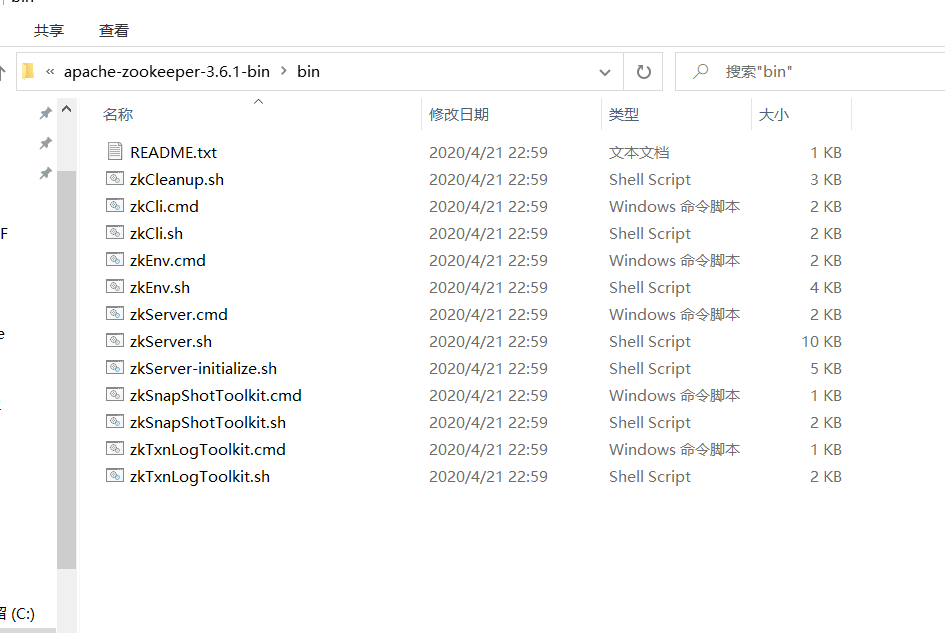 共享 查看
« apache-zookeeper-3.6.1-bin > bin 搜索"bin"
名称 修改日期 类型 大小
README.txt 2020/4/21 22:59 文本文档 1 KB
zkCleanup.sh 2020/4/21 22:59 Shell Script 3 KB
zkCli.cmd 2020/4/21 22:59 Windows 命令脚本 2 KB
zkCli.sh 2020/4/21 22:59 Shell Script 2 KB
zkEnv.cmd 2020/4/21 22:59 Windows 命令脚本 2 KB
zkEnv.sh 2020/4/21 22:59 Shell Script 4 KB
zkServer.cmd 2020/4/21 22:59 Windows 命令脚本 2 KB
zkServer.sh 2020/4/21 22:59 Shell Script 10 KB
zkServer-initialize.sh 2020/4/21 22:59 Shell Script 5 KB
zkSnapShotToolkit.cmd 2020/4/21 22:59 Windows 命令脚本 1 KB
zkSnapShotToolkit.sh 2020/4/21 22:59 Shell Script 2 KB
zkTxnLogToolkit.cmd 2020/4/21 22:59 Windows 命令脚本 1 KB
zkTxnLogToolkit.sh 2020/4/21 22:59 Shell Script 2 KB
(C:)